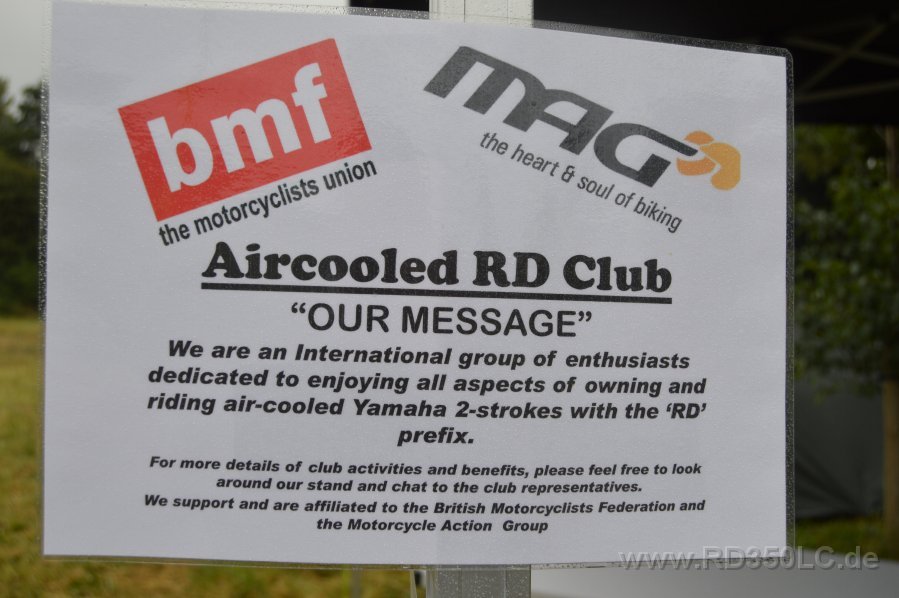 bmf
the motorcyclists union
MAG
the heart & soul of biking
Aircooled RD Club
“OUR MESSAGE”
We are an International group of enthusiasts
dedicated to enjoying all aspects of owning and
riding air-cooled Yamaha 2-strokes with the ‘RD’
prefix.
For more details of club activities and benefits, please feel free to look
around our stand and chat to the club representatives.
We support and are affiliated to the British Motorcyclists Federation and
the Motorcycle Action Group
www.RD350LC.de